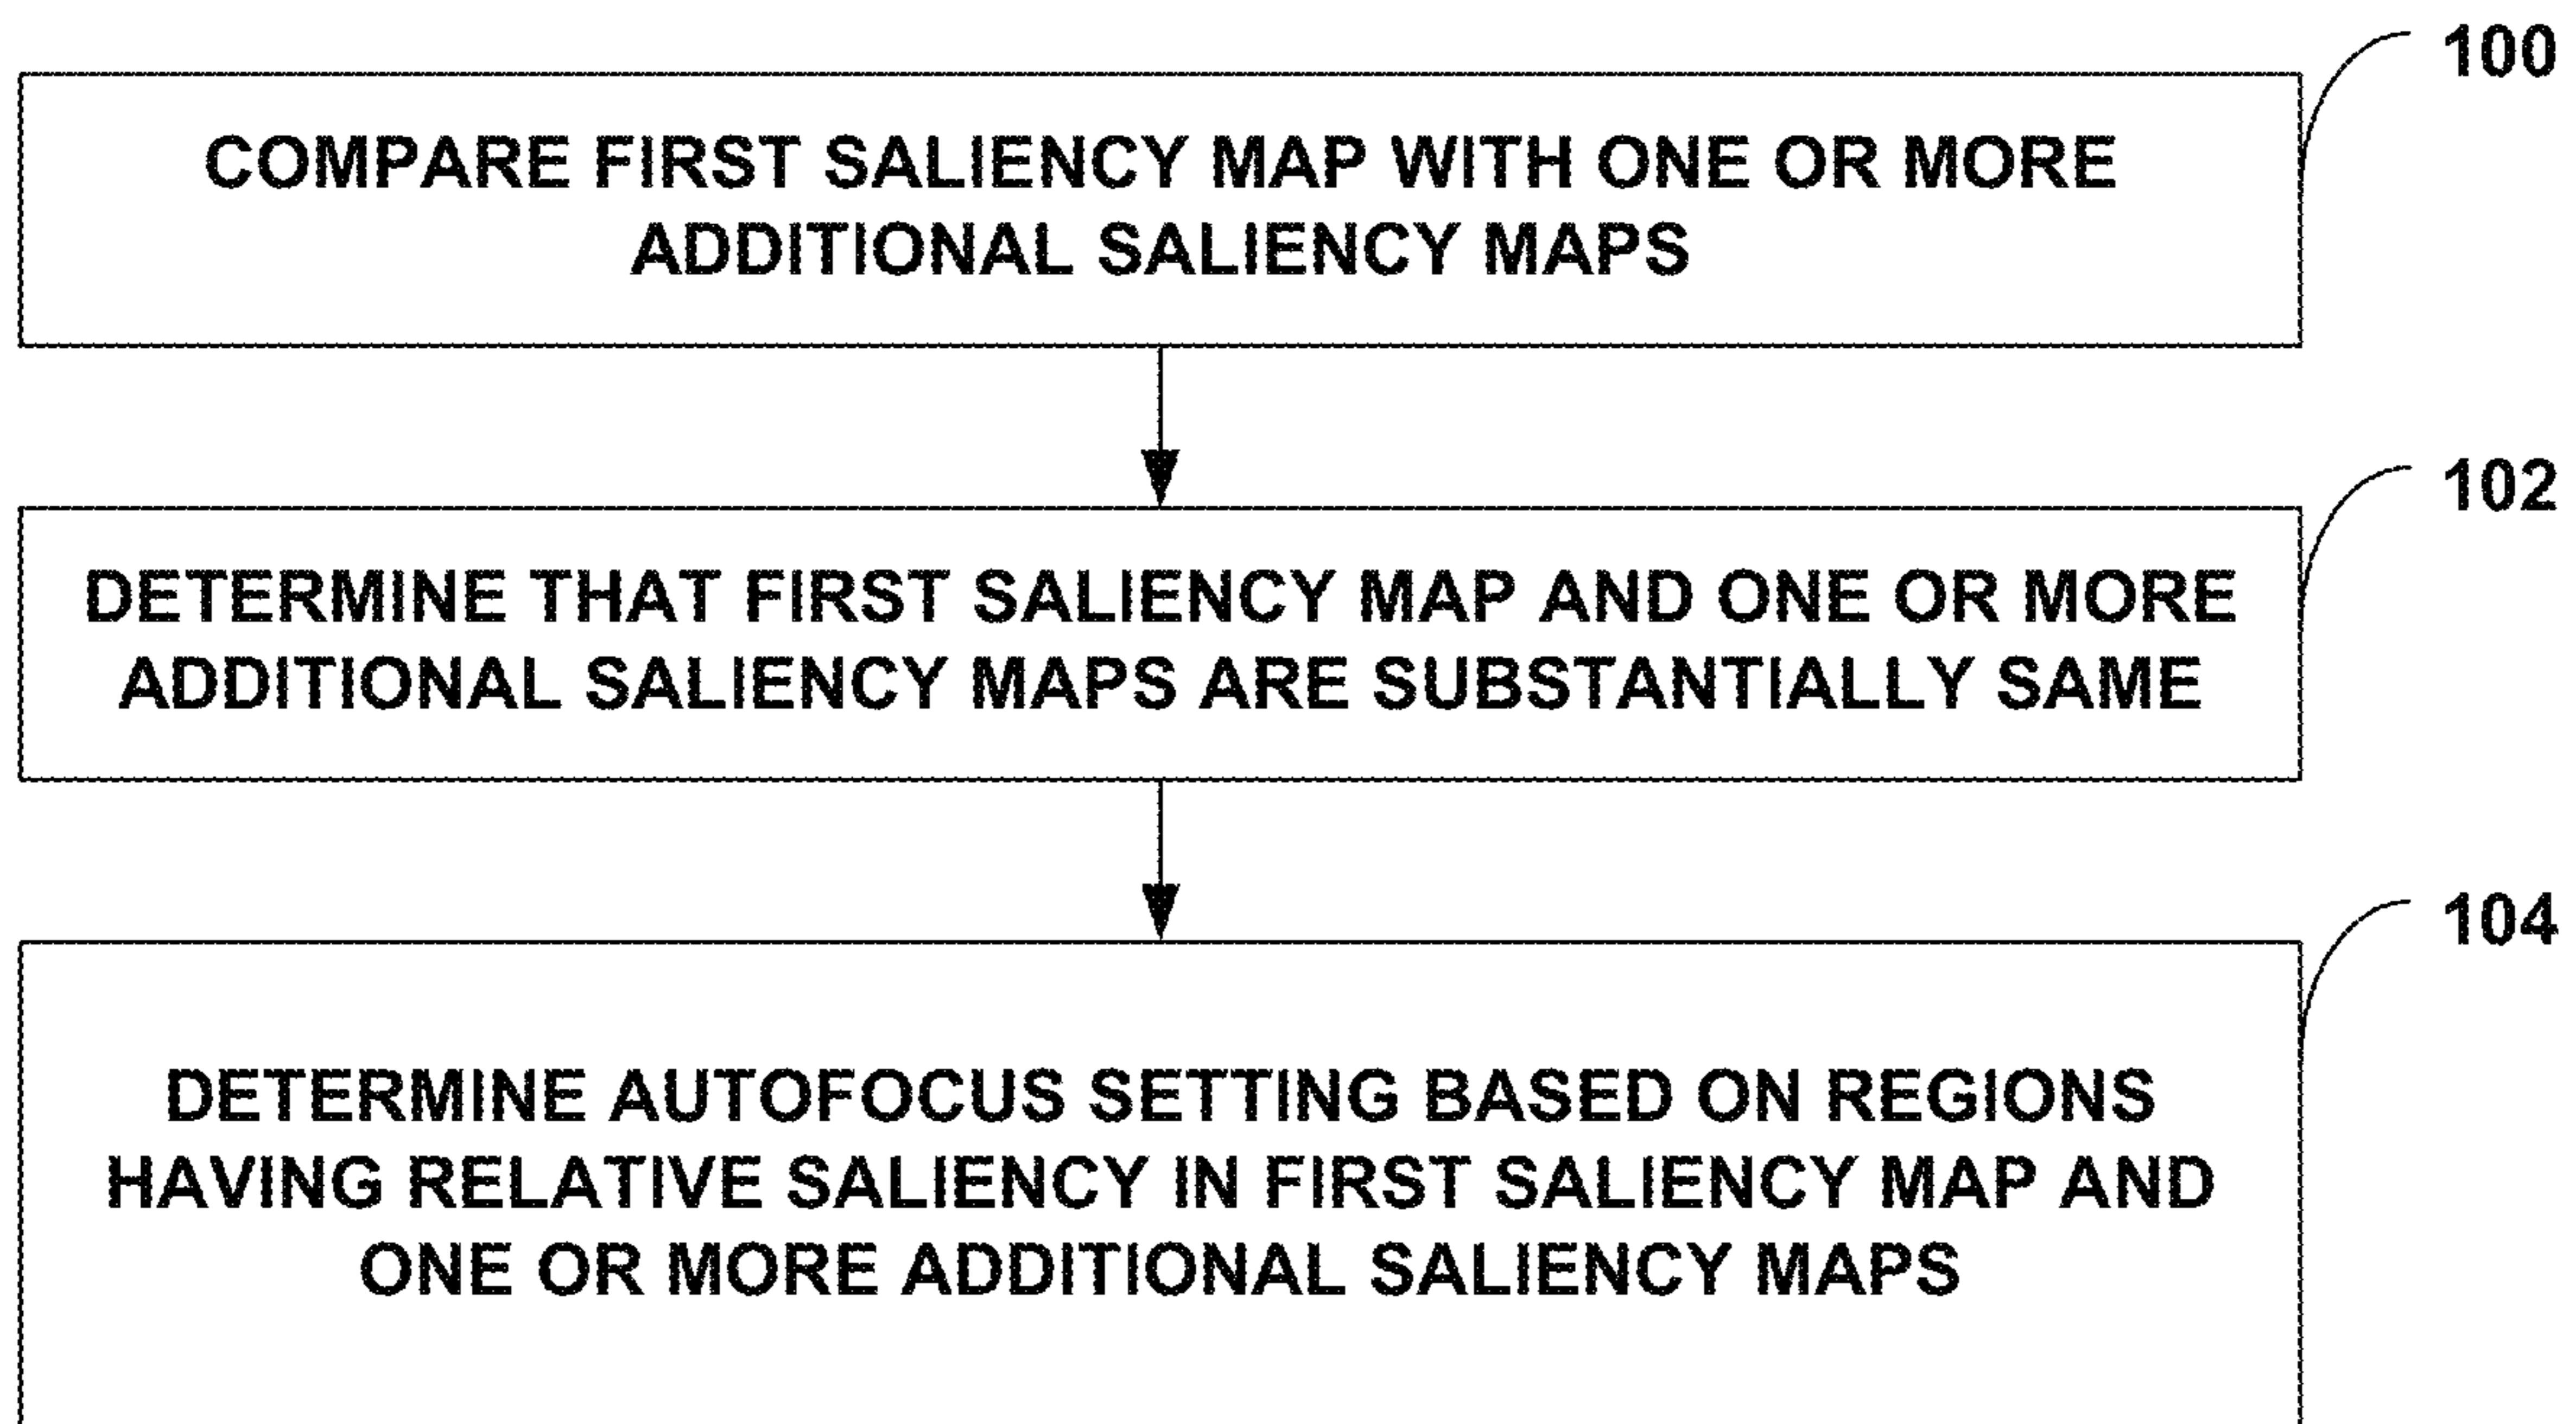 100
COMPARE FIRST SALIENCY MAP WITH ONE OR MORE
ADDITIONAL SALIENCY MAPS
102
DETERMINE THAT FIRST SALIENCY MAP AND ONE OR MORE
ADDITIONAL SALIENCY MAPS ARE SUBSTANTIALLY SAME
104
DETERMINE AUTOFOCUS SETTING BASED ON REGIONS
HAVING RELATIVE SALIENCY IN FIRST SALIENCY MAP AND
ONE OR MORE ADDITIONAL SALIENCY MAPS